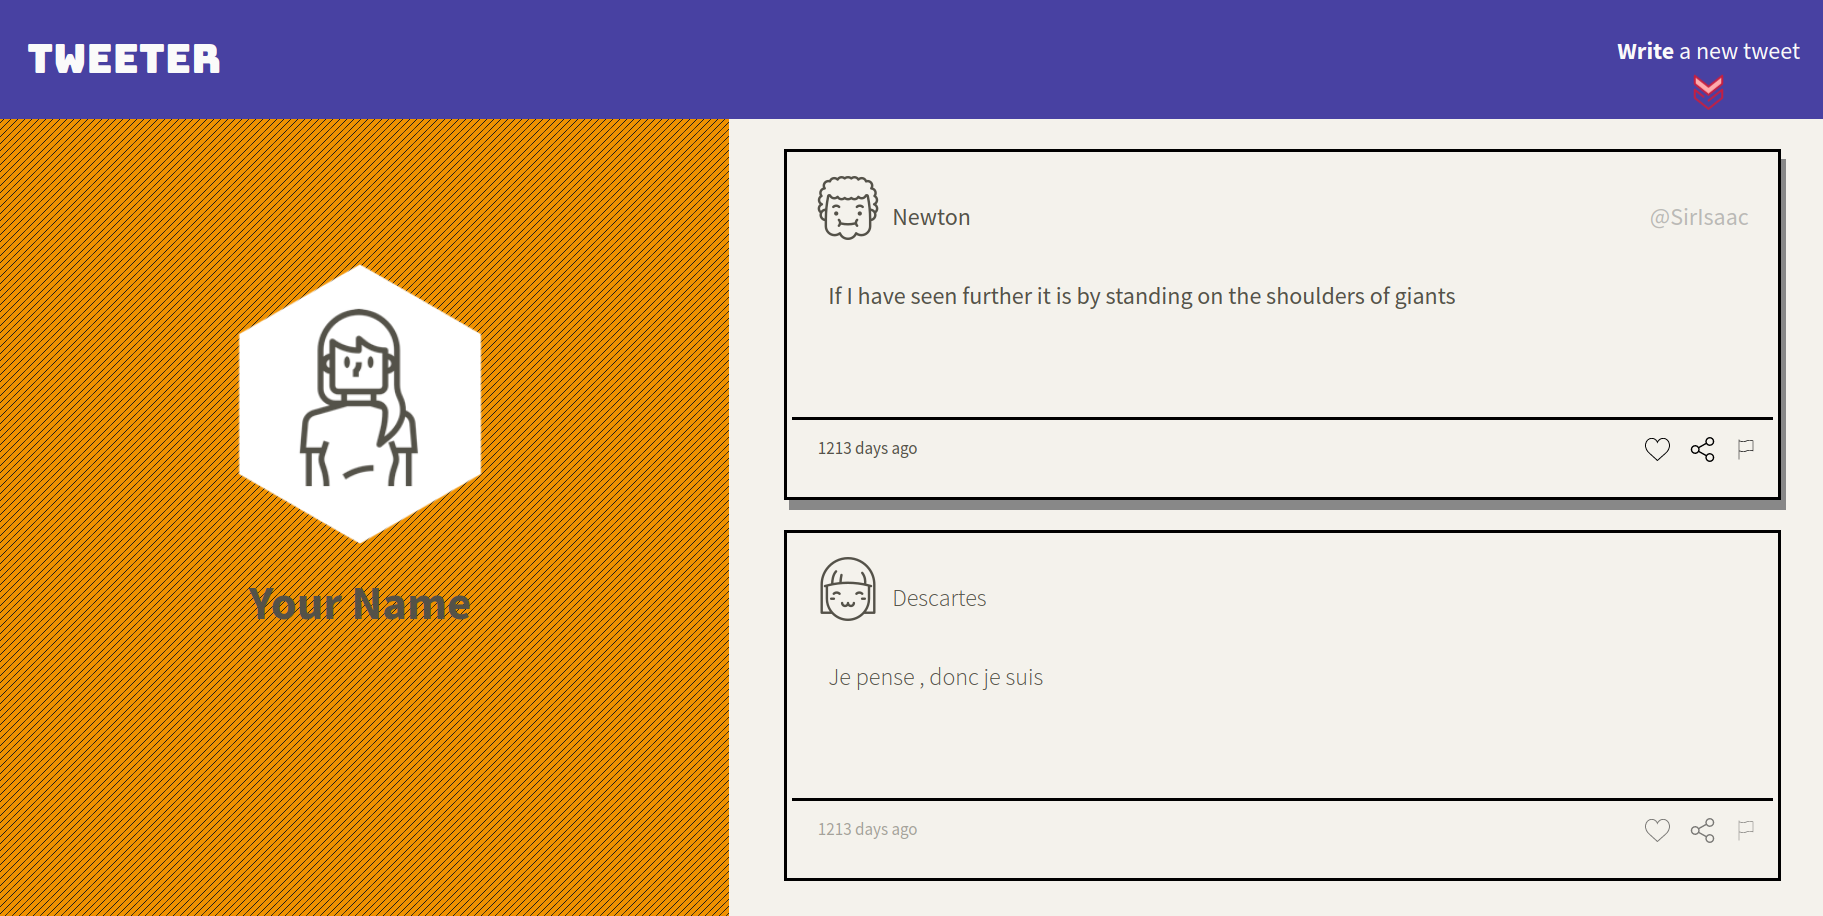 TWEETER
Write a new tweet
Your Name
Newton
@SirIsaac
If I have seen further it is by standing on the shoulders of giants
1213 days ago
Descartes
Je pense , donc je suis
1213 days ago